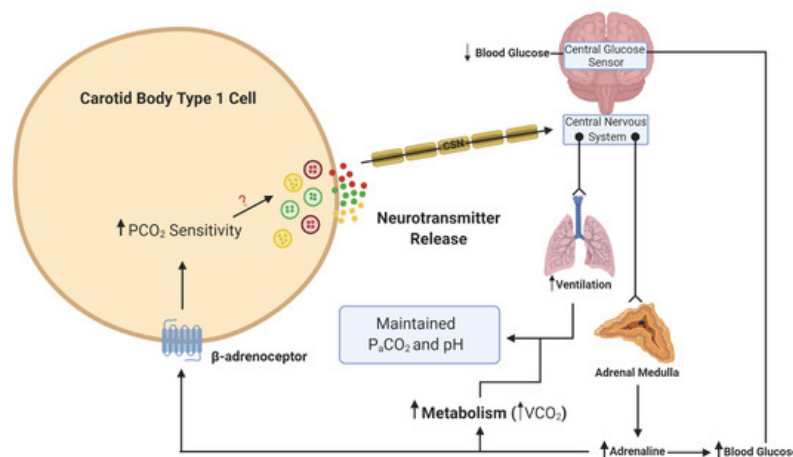 ↓ Blood Glucose
Central Glucose
Sensor
Carotid Body Type 1 Cell
Central Nervous
System
CSN
?
↑PCO₂ Sensitivity
Neurotransmitter
Release
↑Ventilation
Maintained
PₐCO₂ and pH
β-adrenoceptor
Adrenal Medulla
↑Metabolism (↑VCO₂)
↑Adrenaline
↑Blood Glucose